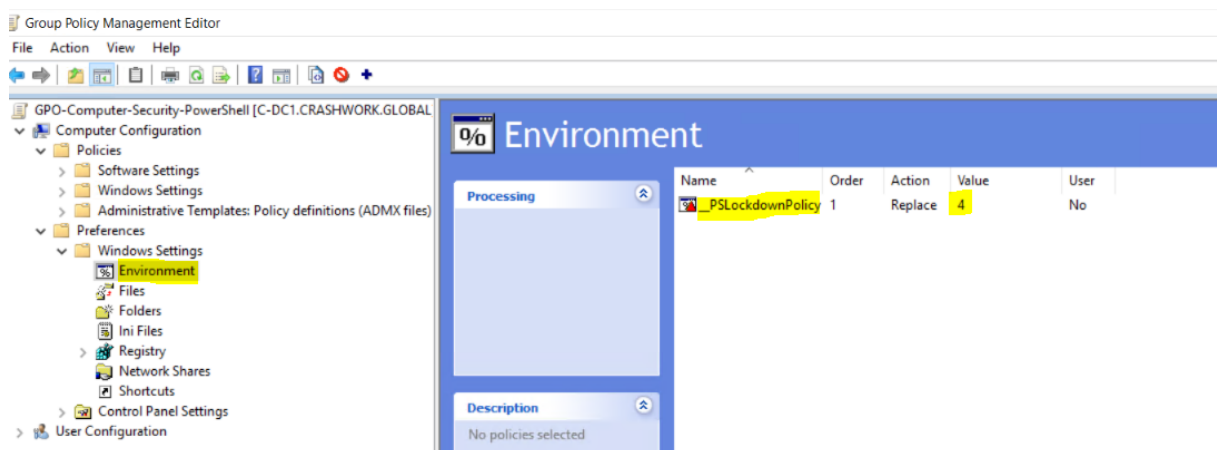 Group Policy Management Editor
File Action View Help
GPO-Computer-Security-PowerShell [C-DC1.CRASHWORK.GLOBAL
Computer Configuration
Policies
Software Settings
Windows Settings
Administrative Templates: Policy definitions (ADMX files)
Preferences
Windows Settings
Environment
Files
Folders
Ini Files
Registry
Network Shares
Shortcuts
Control Panel Settings
User Configuration
Environment
Processing
Description
No policies selected
Name Order Action Value User
__PSLockdownPolicy 1 Replace 4 No